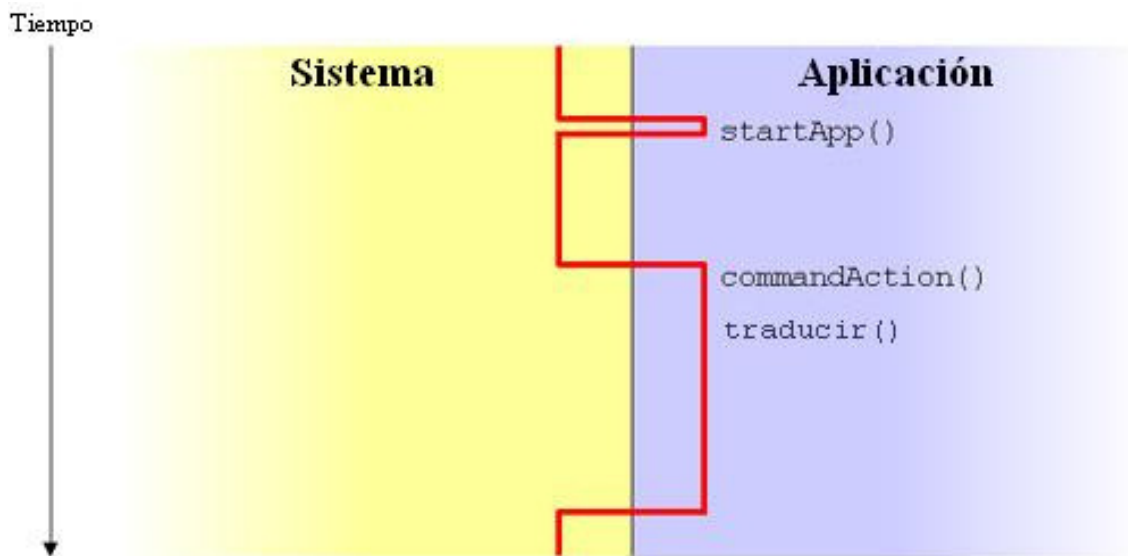 Tiempo
Sistema
Aplicación
startApp()
commandAction()
traducir()